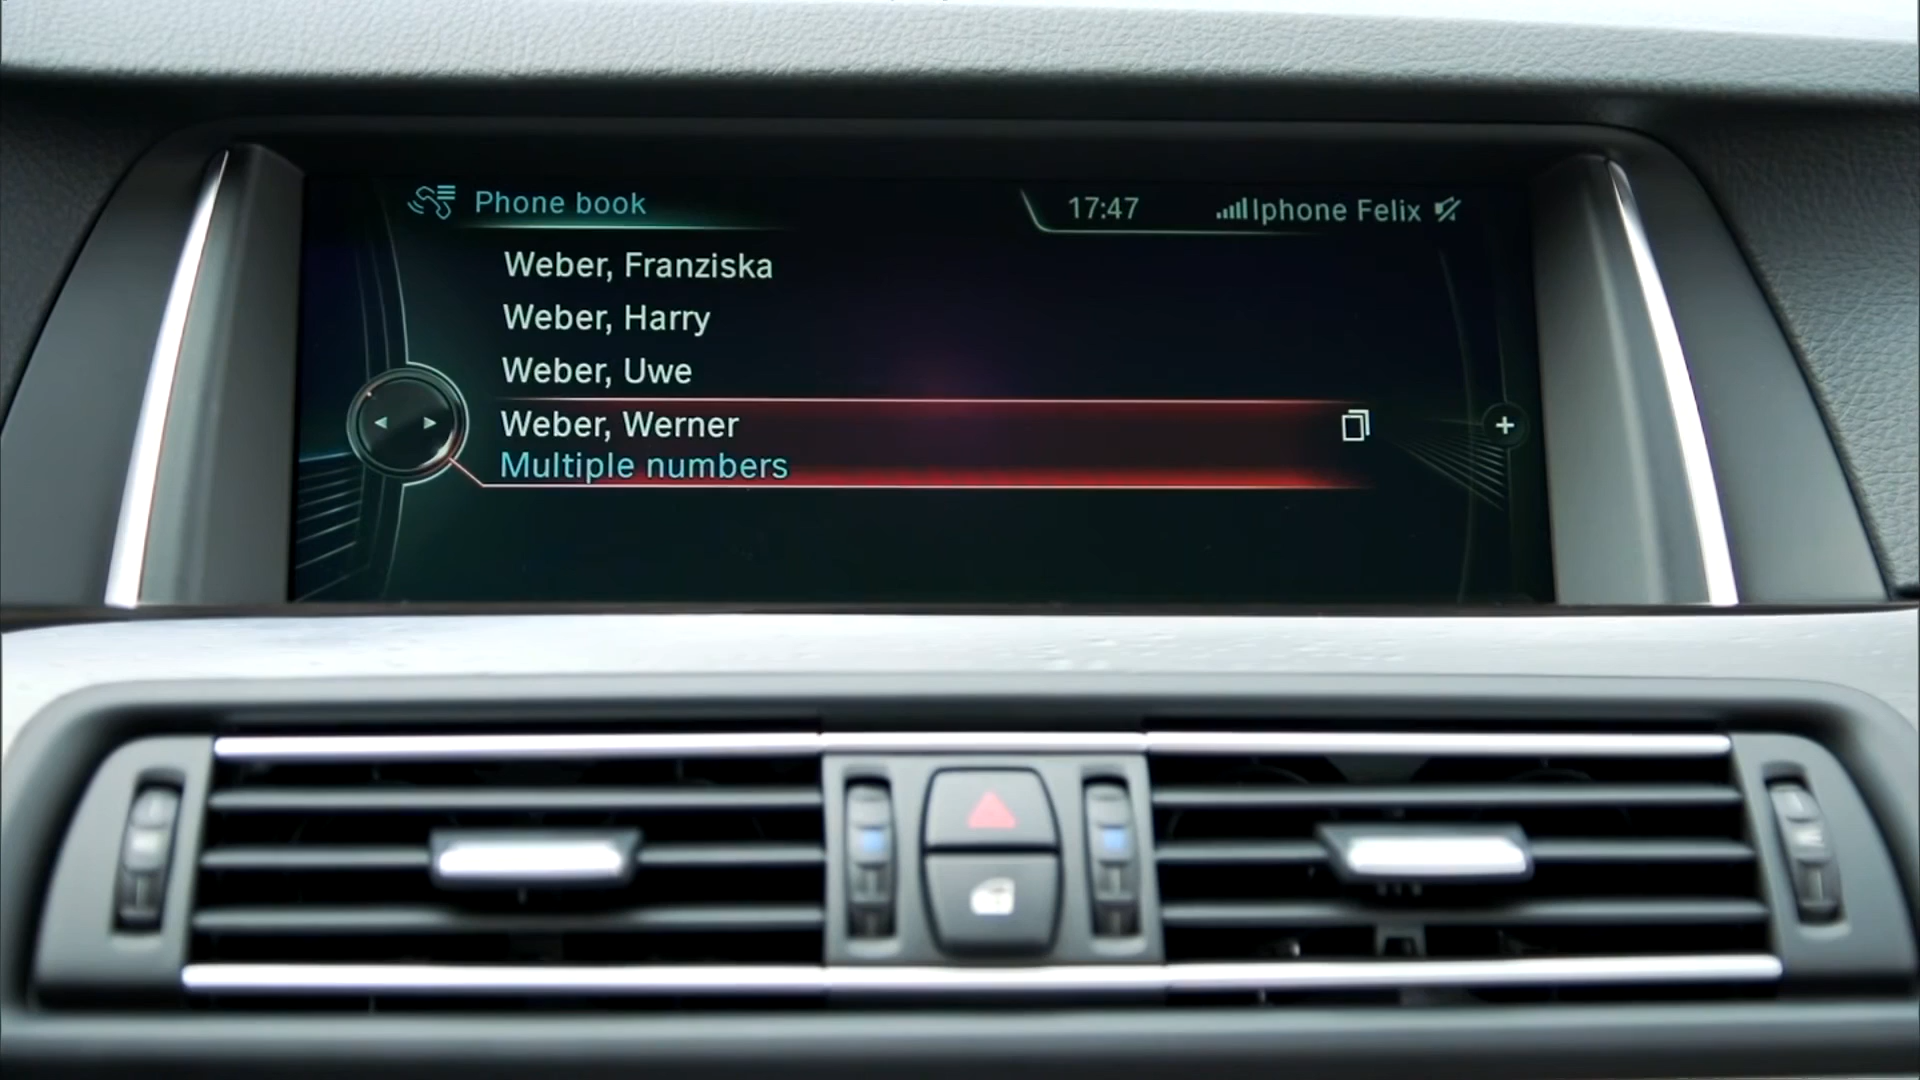 Phone book
17:47
Iphone Felix
Weber, Franziska
Weber, Harry
Weber, Uwe
Weber, Werner
Multiple numbers